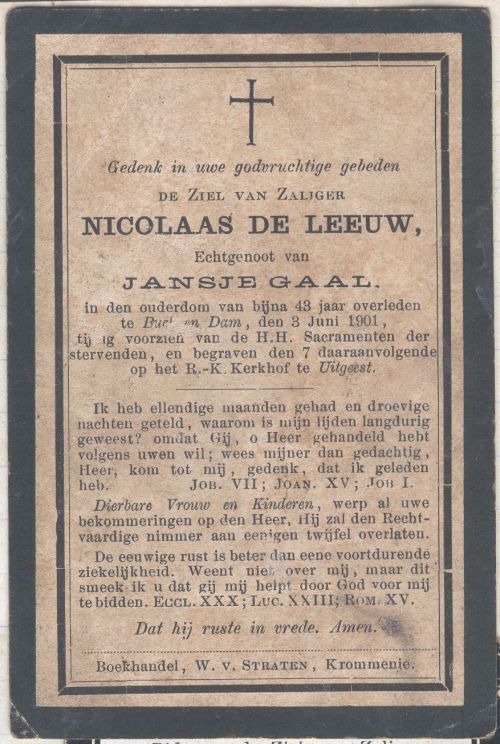 Gedenk in uwe godvruchtige gebeden
DE ZIEL VAN ZALIGER
NICOLAAS DE LEEUW,
Echtgenoot van
JANSJE GAAL.
in den ouderdom van bijna 43 jaar overleden
te en Dam, den 3 Juni 1901,
voorzien van de H.H. Sacramenten der
stervenden, en begraven den 7 daaraanvolgende
op het R.-K. Kerkhof te Uitgeest.
Ik heb ellendige maanden gehad en droevige
nachten geteld, waarom is mijn lijden langdurig
geweest? omdat Gij, o Heer gehandeld hebt
volgens uwen wil; wees mijner dan gedachtig,
Heer, kom tot mij, gedenk, dat ik geleden
heb. JOB. VII; JOAN. XV; JOB I.
Dierbare Vrouw en Kinderen, werp al uwe
bekommeringen op den Heer, Hij zal den Recht-
vaardige nimmer aan eenigen twijfel overlaten.
De eeuwige rust is beter dan eene voortdurende
ziekelijkheid. Weent niet over mij, maar dit
smeek ik u dat gij mij helpt door God voor mij
te bidden. ECCL. XXX; LUC. XXIII; ROM. XV.
Dat hij ruste in vrede. Amen.
Boekhandel, W. v. STRATEN, Krommenie.